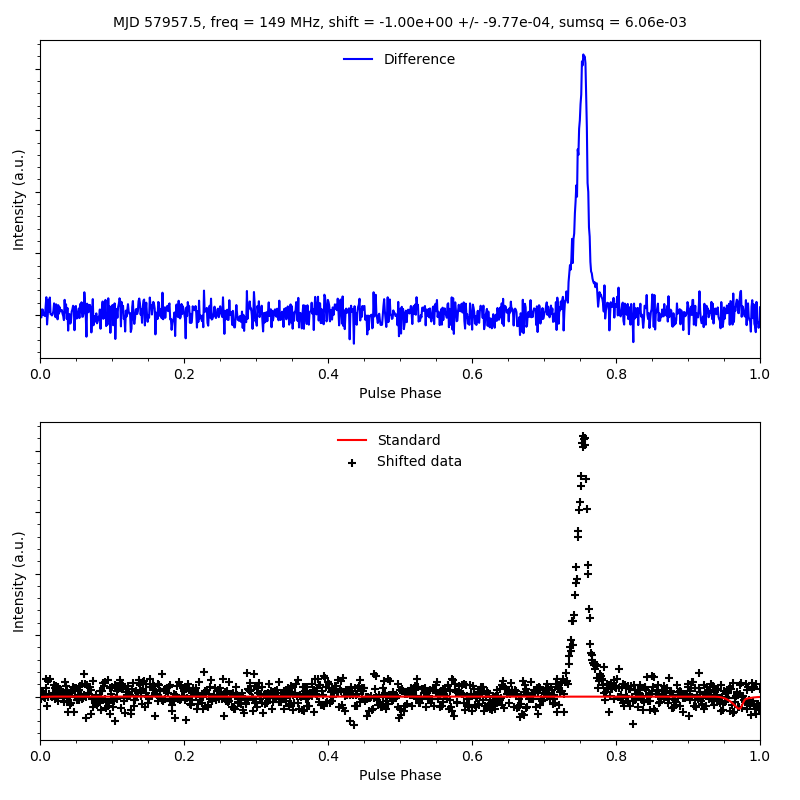 MJD 57957.5, freq = 149 MHz, shift = -1.00e+00 +/- -9.77e-04, sumsq = 6.06e-03
Difference
Intensity (a.u.)
0.0 0.2 0.4 0.6 0.8 1.0
Pulse Phase
Standard
Shifted data
Intensity (a.u.)
0.0 0.2 0.4 0.6 0.8 1.0
Pulse Phase